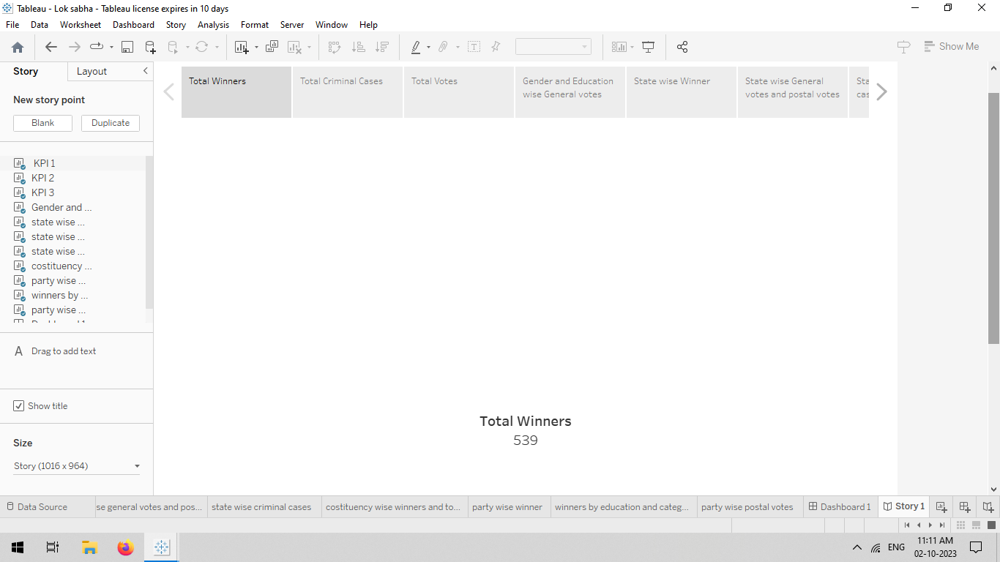 Tableau - Lok sabha - Tableau license expires in 10 days
File Data Worksheet Dashboard Story Analysis Format Server Window Help
Show Me
Story Layout
New story point
Blank Duplicate
KPI 1
KPI 2
KPI 3
Gender and ...
state wise ...
state wise ...
state wise ...
costituency ...
party wise ...
winners by ...
party wise ...
A Drag to add text
Show title
Size
Story (1016 x 964)
Total Winners
Total Criminal Cases
Total Votes
Gender and Education
wise General votes
State wise Winner
State wise General
votes and postal votes
Sta
cas
Total Winners
539
Data Source
se general votes and pos...
state wise criminal cases
costituency wise winners and to...
party wise winner
winners by education and categ...
party wise postal votes
Dashboard 1
Story 1
ENG
11:11 AM
02-10-2023